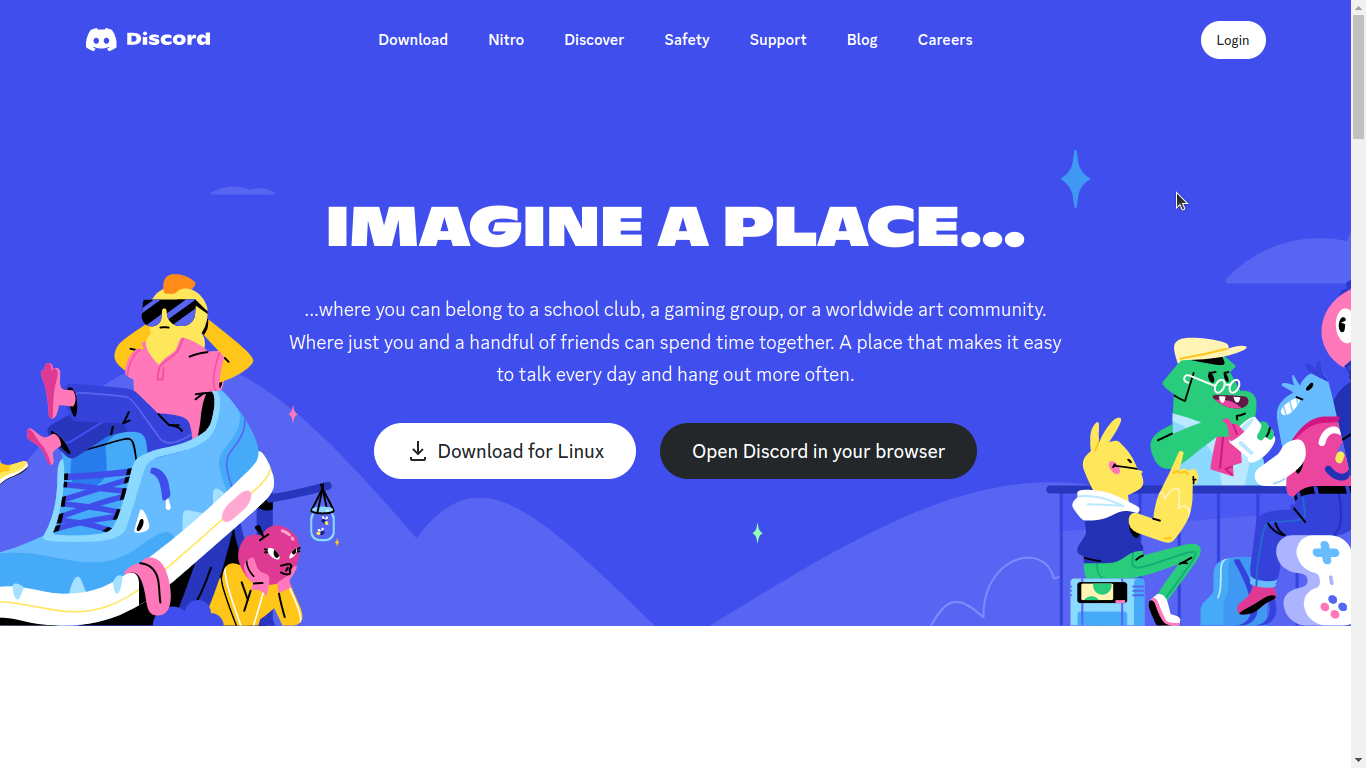 Discord
Download Nitro Discover Safety Support Blog Careers
Login
IMAGINE A PLACE...
...where you can belong to a school club, a gaming group, or a worldwide art community.
Where just you and a handful of friends can spend time together. A place that makes it easy
to talk every day and hang out more often.
Download for Linux
Open Discord in your browser